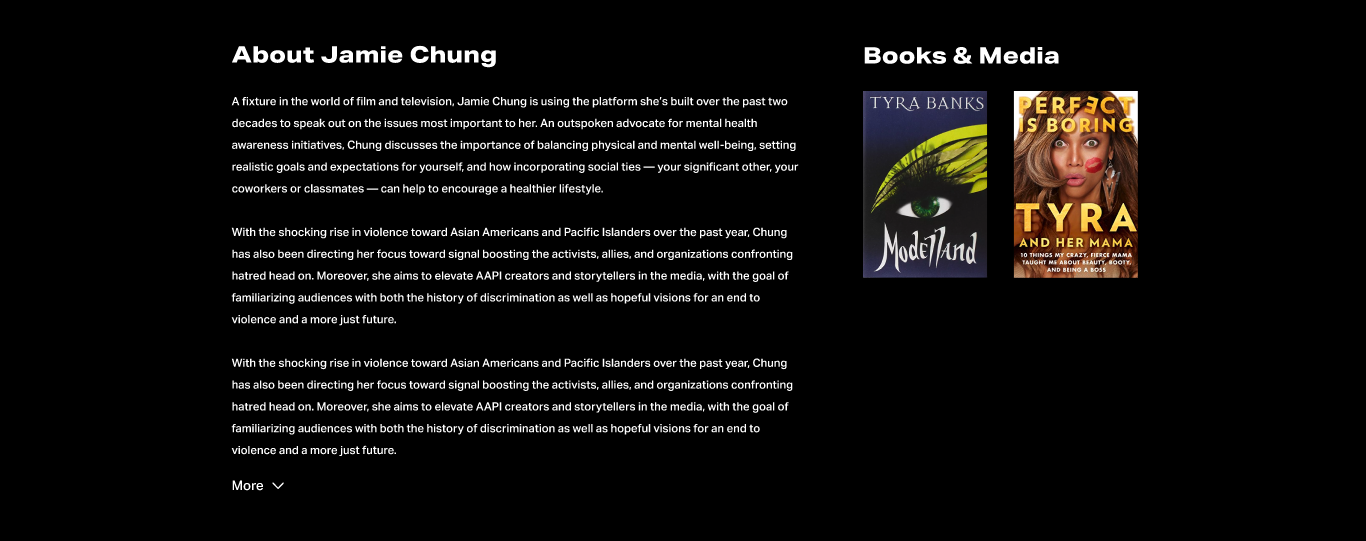 About Jamie Chung
A fixture in the world of film and television, Jamie Chung is using the platform she’s built over the past two
decades to speak out on the issues most important to her. An outspoken advocate for mental health
awareness initiatives, Chung discusses the importance of balancing physical and mental well-being, setting
realistic goals and expectations for yourself, and how incorporating social ties — your significant other, your
coworkers or classmates — can help to encourage a healthier lifestyle.
With the shocking rise in violence toward Asian Americans and Pacific Islanders over the past year, Chung
has also been directing her focus toward signal boosting the activists, allies, and organizations confronting
hatred head on. Moreover, she aims to elevate AAPI creators and storytellers in the media, with the goal of
familiarizing audiences with both the history of discrimination as well as hopeful visions for an end to
violence and a more just future.
With the shocking rise in violence toward Asian Americans and Pacific Islanders over the past year, Chung
has also been directing her focus toward signal boosting the activists, allies, and organizations confronting
hatred head on. Moreover, she aims to elevate AAPI creators and storytellers in the media, with the goal of
familiarizing audiences with both the history of discrimination as well as hopeful visions for an end to
violence and a more just future.
More
Books & Media
TYRA BANKS
Modelland
PERFECT
IS BORING
TYRA
AND HER MAMA
10 THINGS MY CRAZY, FIERCE MAMA
TAUGHT ME ABOUT BEAUTY, BOOTY,
AND BEING A BOSS